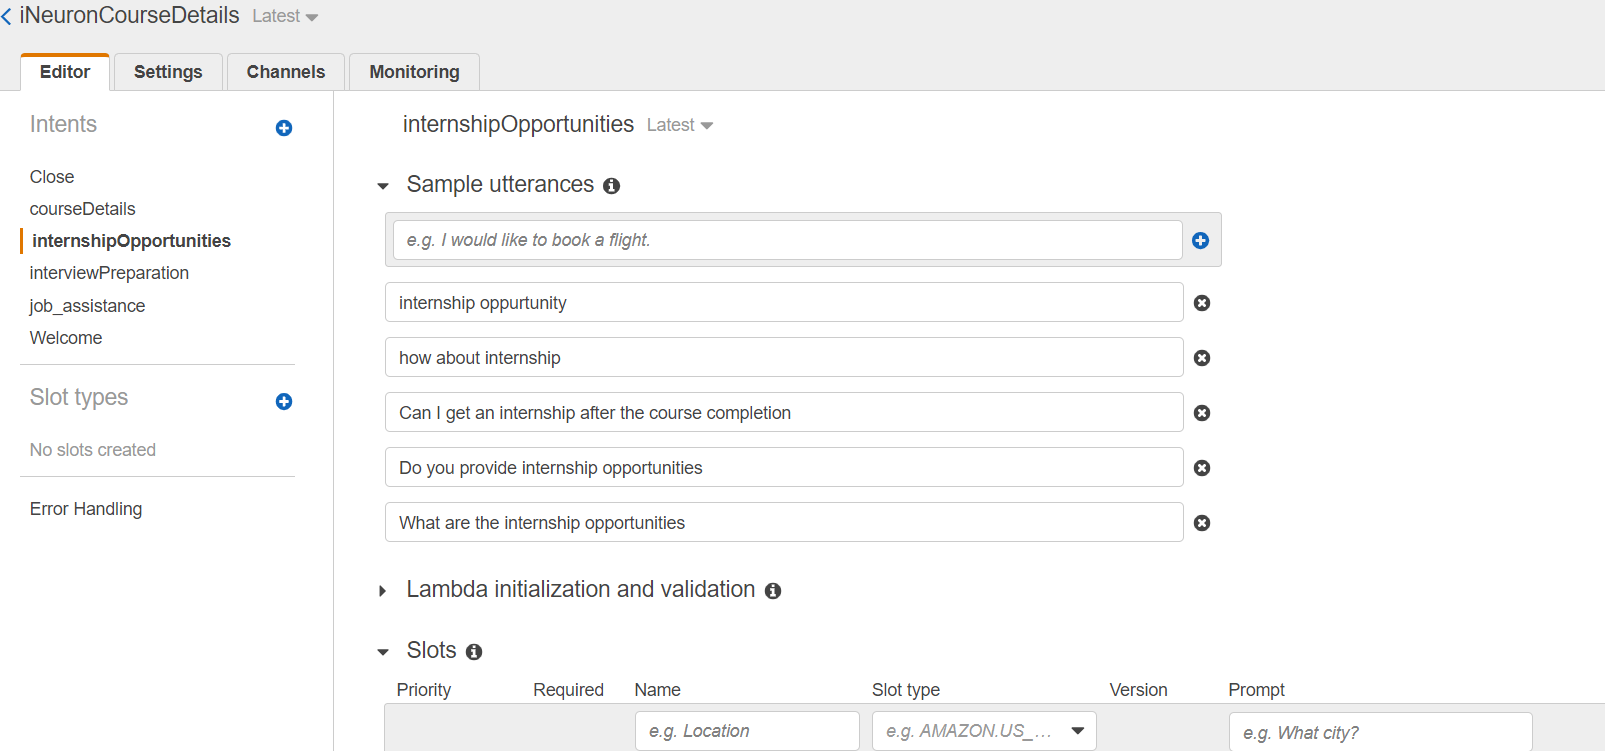 iNeuronCourseDetails Latest
Editor Settings Channels Monitoring
Intents
Close
courseDetails
internshipOpportunities
interviewPreparation
job_assistance
Welcome
Slot types
No slots created
Error Handling
internshipOpportunities Latest
Sample utterances
e.g. I would like to book a flight.
internship oppurtunity
how about internship
Can I get an internship after the course completion
Do you provide internship opportunities
What are the internship opportunities
Lambda initialization and validation
Slots
Priority Required Name Slot type Version Prompt
e.g. Location e.g. AMAZON.US_... e.g. What city?